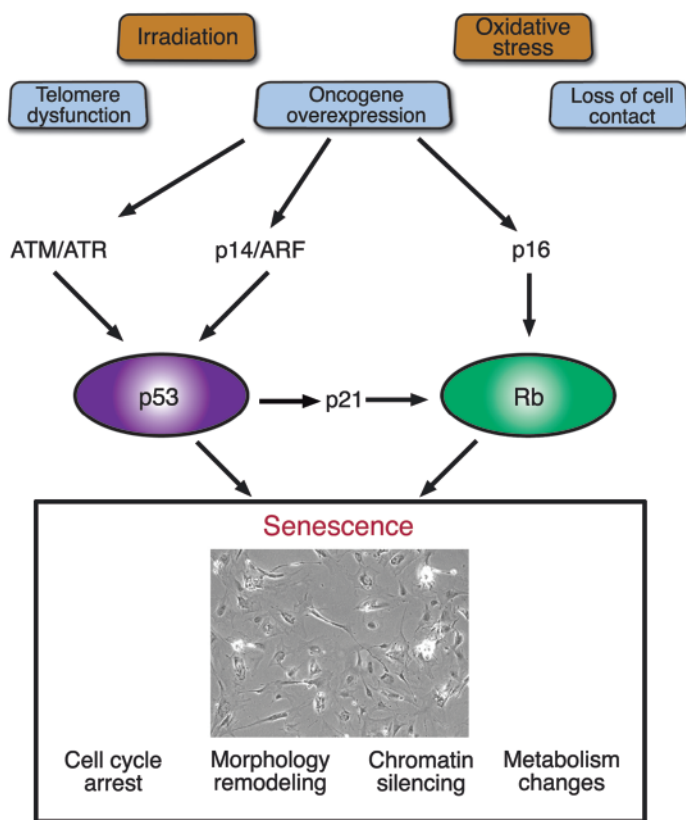 Irradiation
Oxidative
stress
Telomere
dysfunction
Oncogene
overexpression
Loss of cell
contact
ATM/ATR
p14/ARF
p16
p53
p21
Rb
Senescence
Cell cycle
arrest
Morphology
remodeling
Chromatin
silencing
Metabolism
changes